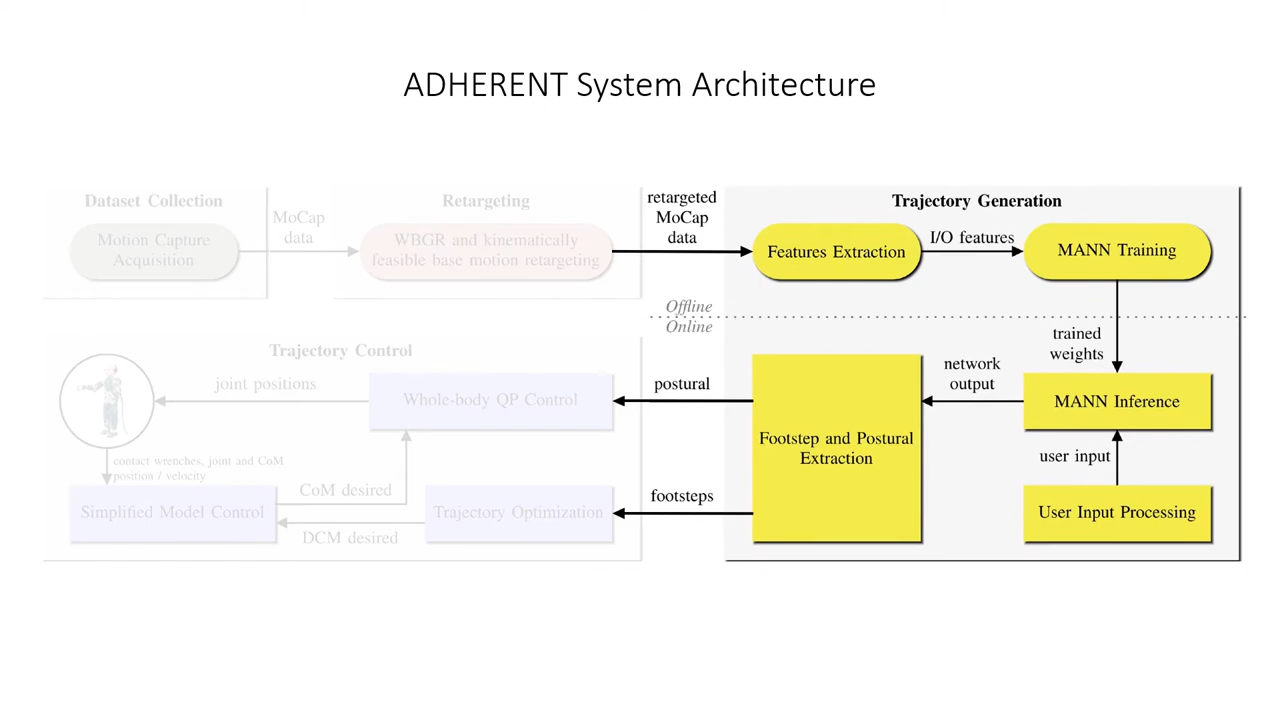 ADHERENT System Architecture
Dataset Collection
Motion Capture
Acquisition
MoCap
data
Retargeting
WBGR and kinematically
feasible base motion retargeting
retargeted
MoCap
data
Trajectory Generation
Features Extraction
I/O features
MANN Training
Offline
Online
trained
weights
Trajectory Control
joint positions
Whole-body QP Control
postural
network
output
MANN Inference
Footstep and Postural
Extraction
user input
contact wrenches, joint and CoM
position / velocity
CoM desired
footsteps
Simplified Model Control
Trajectory Optimization
User Input Processing
DCM desired